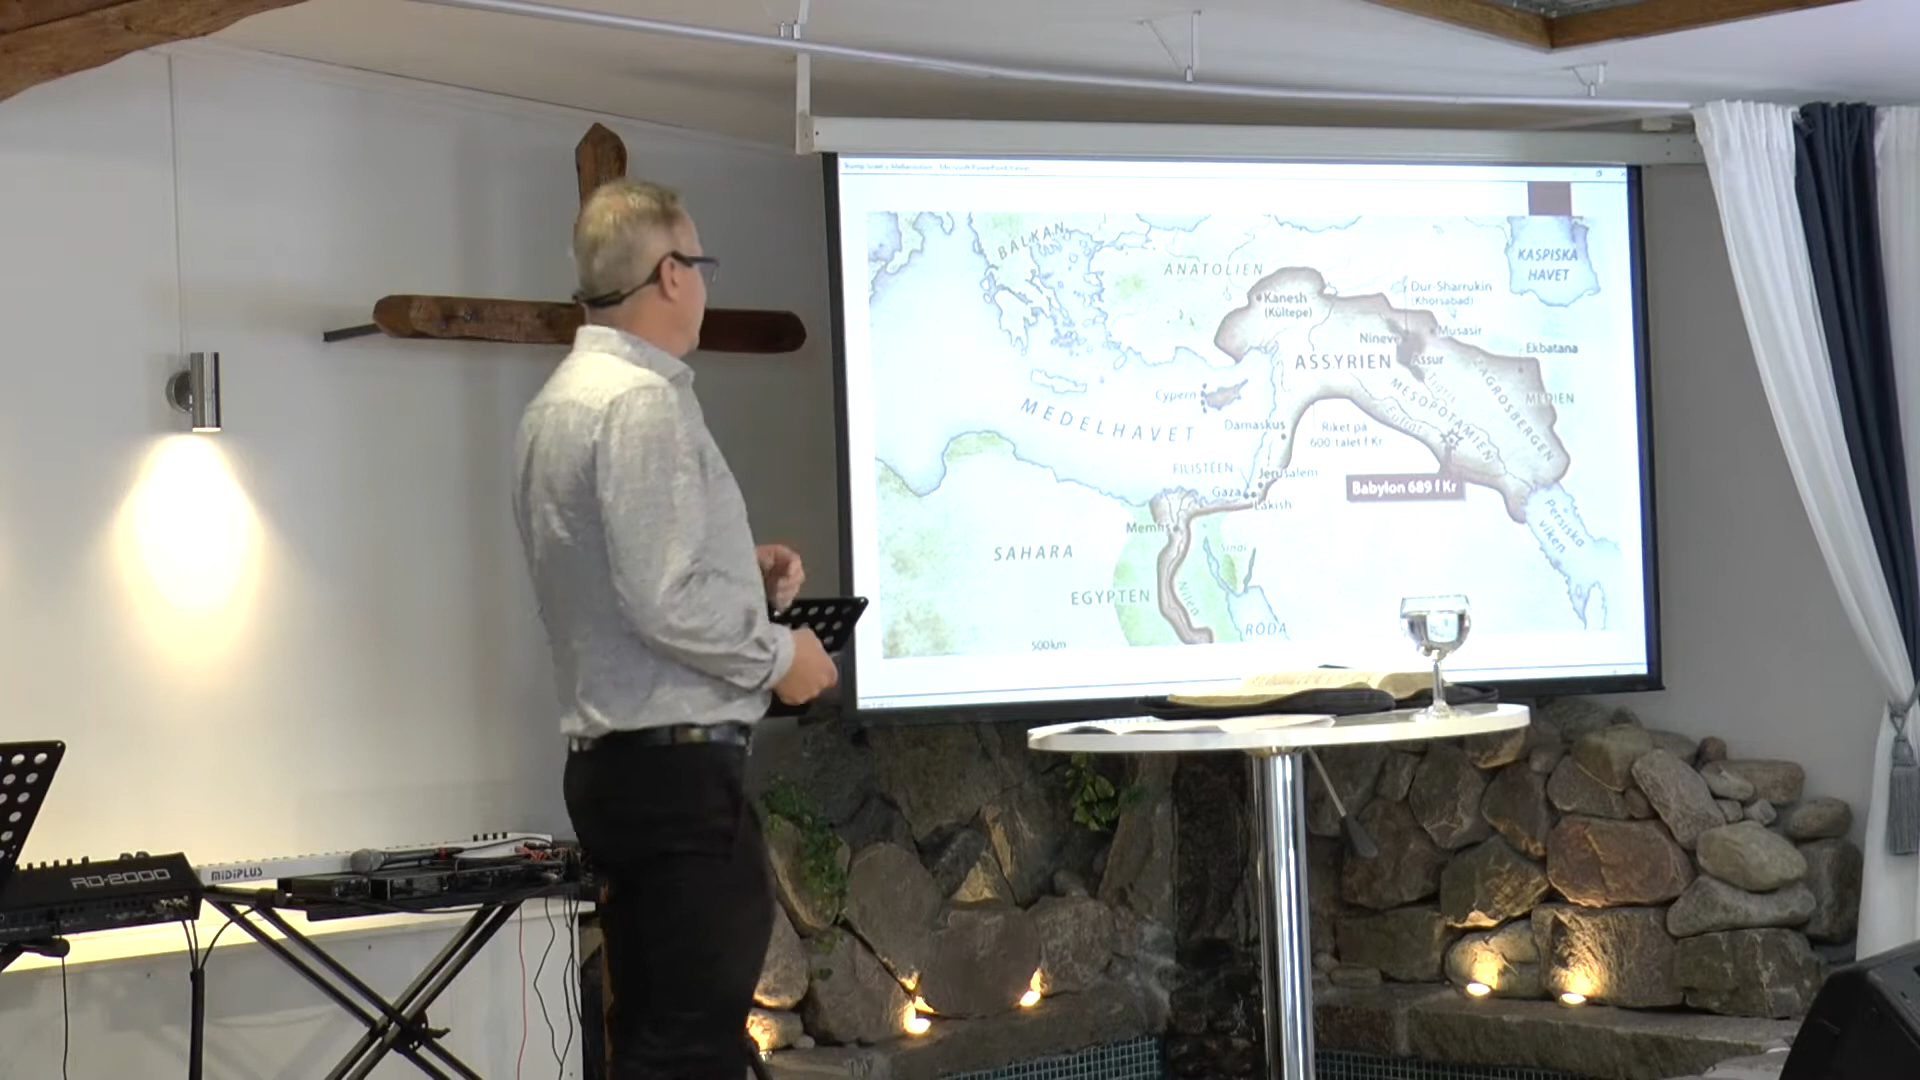 BALKAN
ANATOLIEN
KASPISKA
HAVET
Kanesh
(Kültepe)
Dur-Sharrukin
(Khorsabad)
Musasir
Nineve
Ekbatana
ASSYRIEN
Assur
Tigris
ZAGROSBERGEN
MESOPOTAMIEN
MEDIEN
Cypern
MEDELHAVET
Eufrat
Damaskus
Riket på
600-talet f Kr
FILISTÉEN
Jerusalem
Gaza
Lakish
Babylon 689 f Kr
Persiska
viken
Memfis
SAHARA
Sinai
EGYPTEN
Nilen
RÖDA
500 km
RD-2000
MIDIPLUS